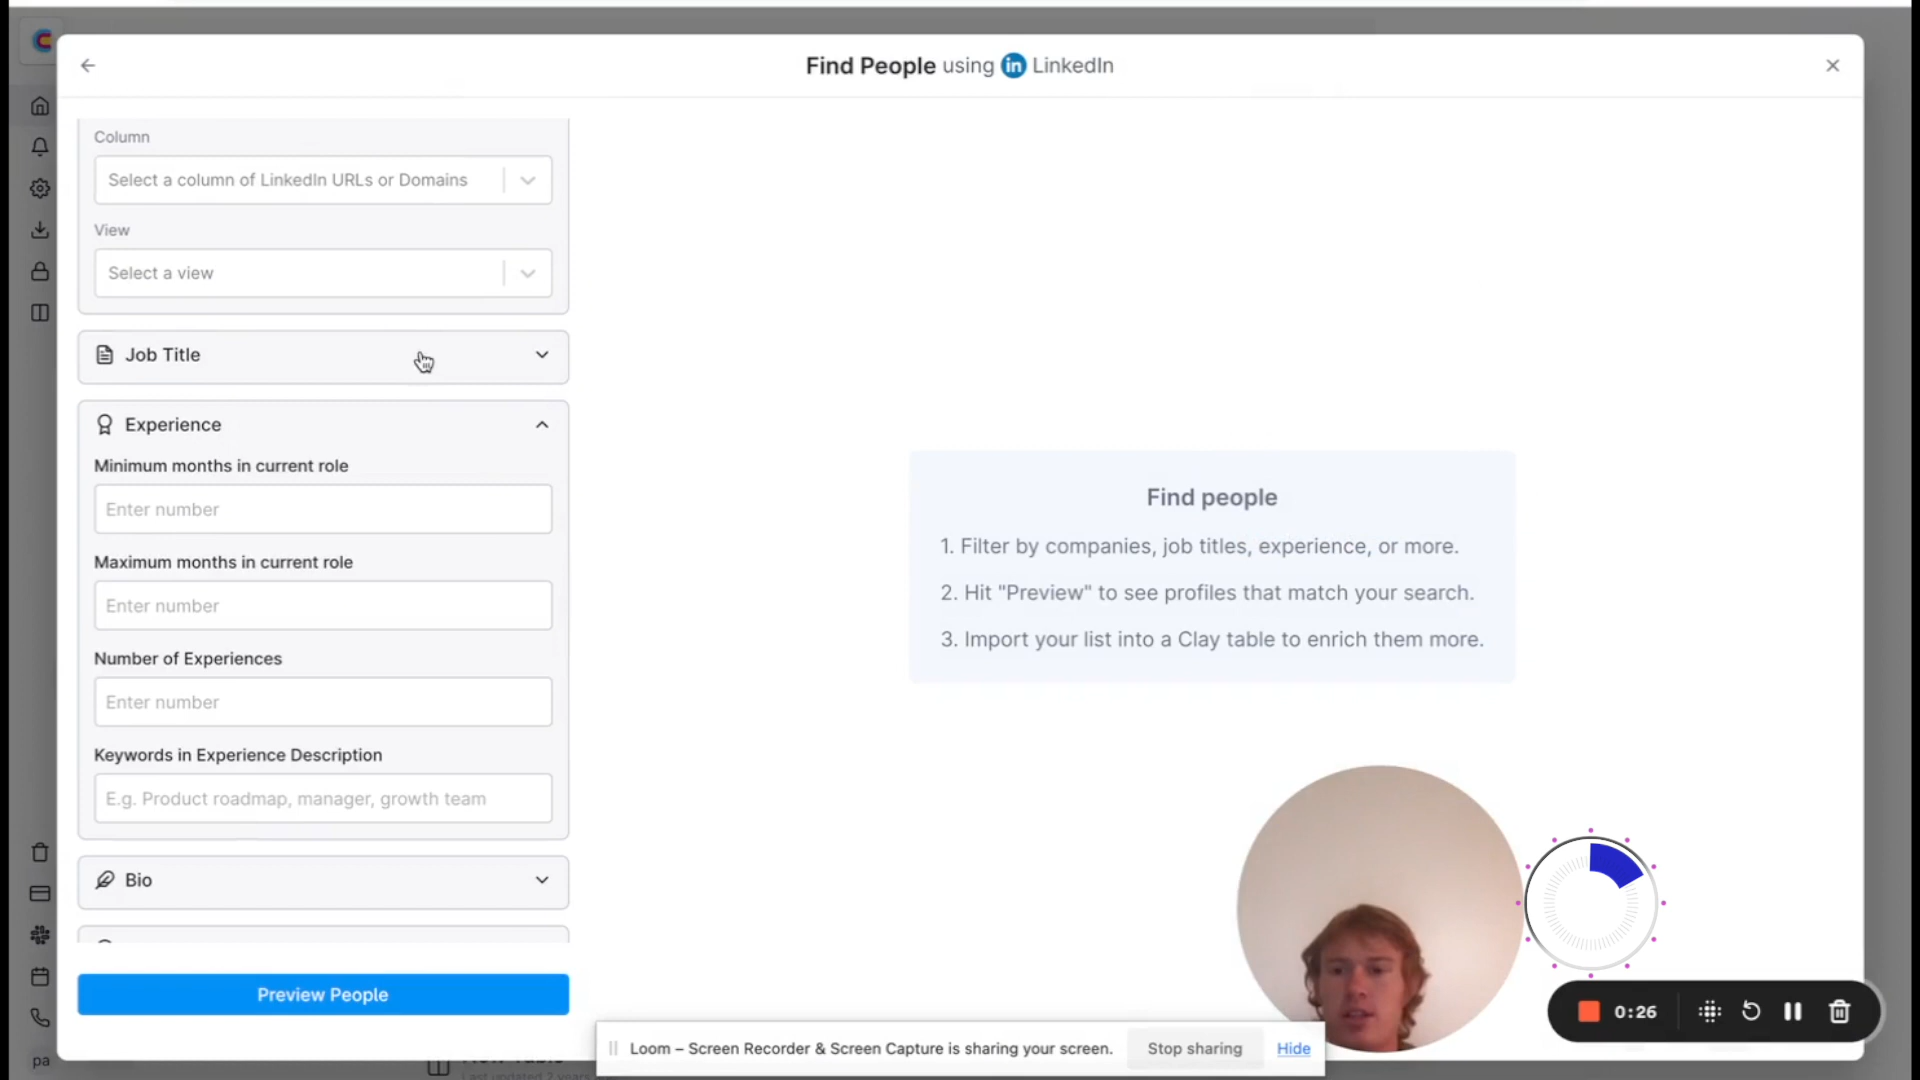 Find People using in LinkedIn
Column
Select a column of LinkedIn URLs or Domains
View
Select a view
Job Title
Experience
Minimum months in current role
Enter number
Maximum months in current role
Enter number
Number of Experiences
Enter number
Keywords in Experience Description
E.g. Product roadmap, manager, growth team
Bio
Preview People
Find people
1. Filter by companies, job titles, experience, or more.
2. Hit "Preview" to see profiles that match your search.
3. Import your list into a Clay table to enrich them more.
0:26
Loom – Screen Recorder & Screen Capture is sharing your screen.
Stop sharing
Hide
pa
Last updated 2 years ago